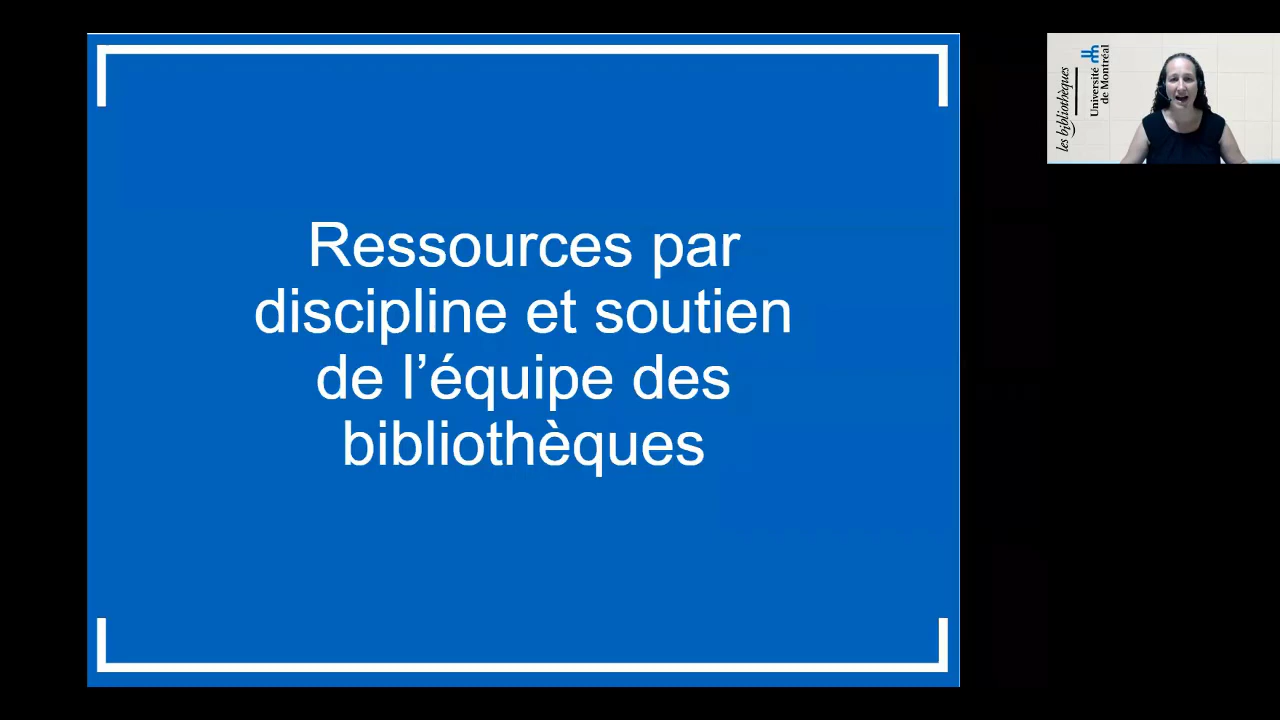 Ressources par
discipline et soutien
de l’équipe des
bibliothèques
les bibliothèques
Université
de Montréal